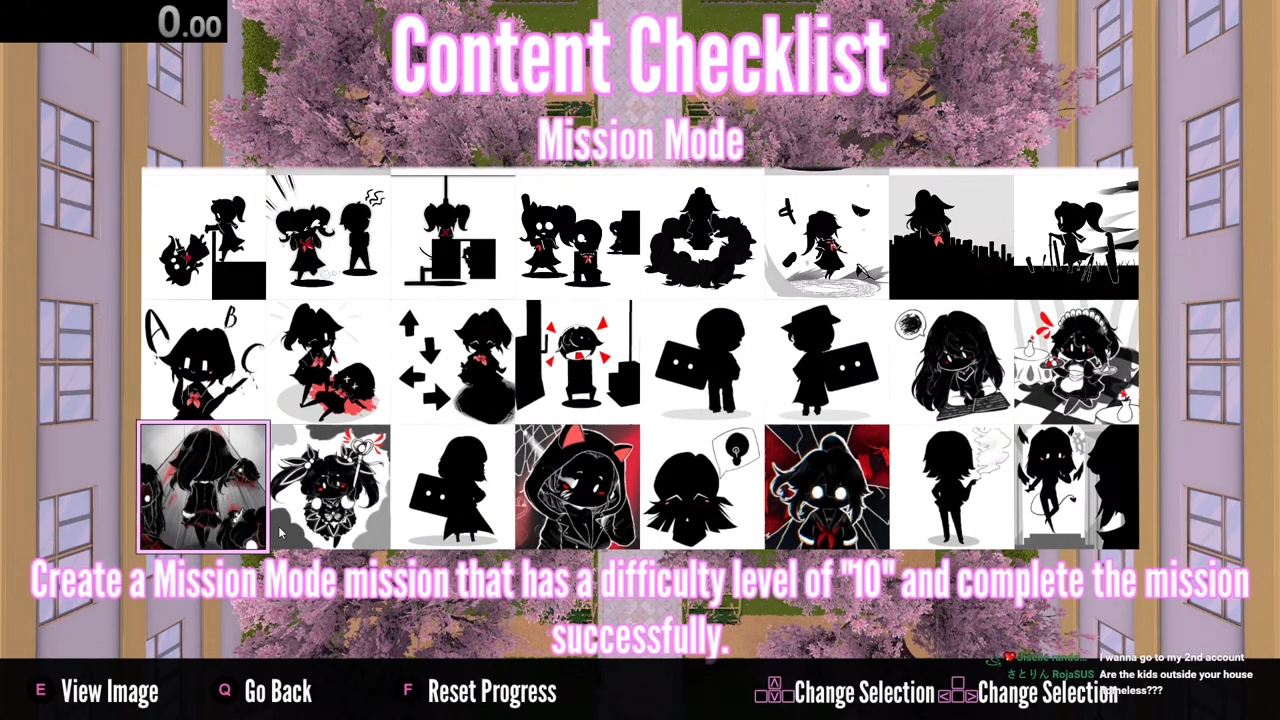 0.00
Content Checklist
Mission Mode
A B C
Create a Mission Mode mission that has a difficulty level of "10" and complete the mission
successfully.
I wanna go to my 2nd account
さとりん RojaSUS Are the kids outside your house
E View Image Q Go Back F Reset Progress Change Selection Change Selection